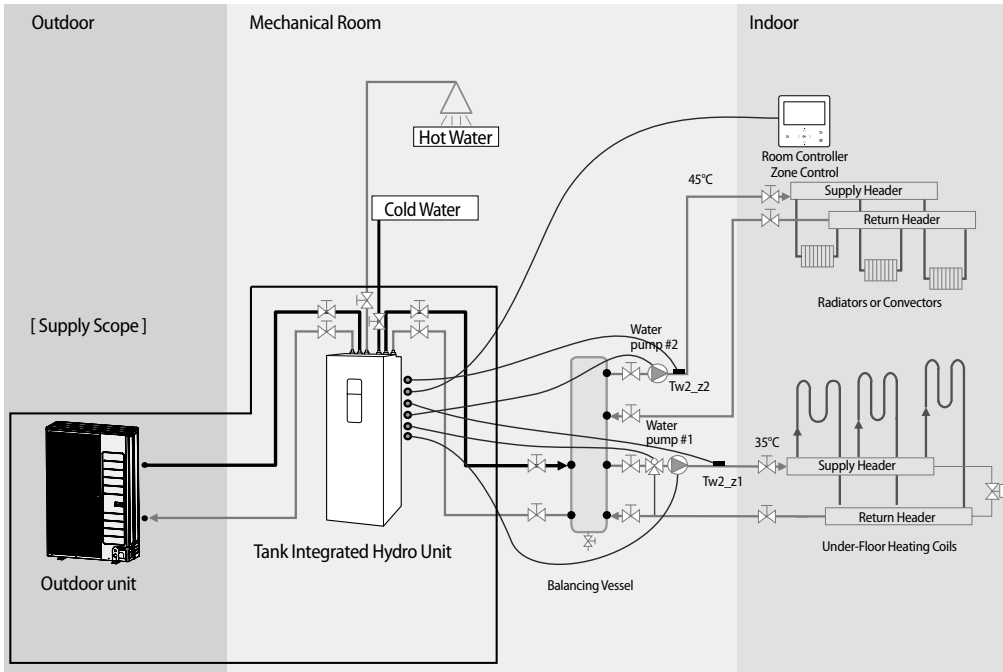 Outdoor
Mechanical Room
Indoor
Hot Water
Room Controller
Zone Control
45°C
Supply Header
Cold Water
Return Header
Radiators or Convectors
[ Supply Scope ]
Water
pump #2
Tw2_z2
Water
pump #1
35°C
Supply Header
Tw2_z1
Return Header
Tank Integrated Hydro Unit
Under-Floor Heating Coils
Outdoor unit
Balancing Vessel